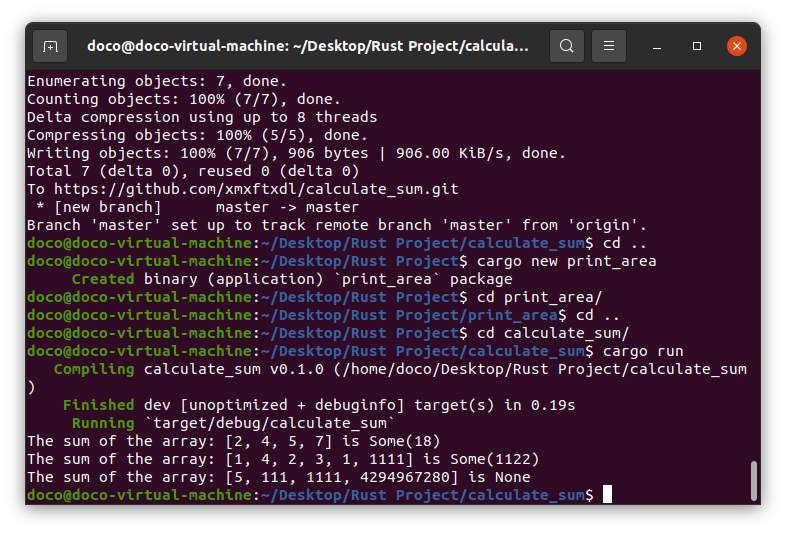 doco@doco-virtual-machine: ~/Desktop/Rust Project/calcula...
Enumerating objects: 7, done.
Counting objects: 100% (7/7), done.
Delta compression using up to 8 threads
Compressing objects: 100% (5/5), done.
Writing objects: 100% (7/7), 906 bytes | 906.00 KiB/s, done.
Total 7 (delta 0), reused 0 (delta 0)
To https://github.com/xmxftxdl/calculate_sum.git
 * [new branch]      master -> master
Branch 'master' set up to track remote branch 'master' from 'origin'.
doco@doco-virtual-machine:~/Desktop/Rust Project/calculate_sum$ cd ..
doco@doco-virtual-machine:~/Desktop/Rust Project$ cargo new print_area
     Created binary (application) `print_area` package
doco@doco-virtual-machine:~/Desktop/Rust Project$ cd print_area/
doco@doco-virtual-machine:~/Desktop/Rust Project/print_area$ cd ..
doco@doco-virtual-machine:~/Desktop/Rust Project$ cd calculate_sum/
doco@doco-virtual-machine:~/Desktop/Rust Project/calculate_sum$ cargo run
   Compiling calculate_sum v0.1.0 (/home/doco/Desktop/Rust Project/calculate_sum
)
    Finished dev [unoptimized + debuginfo] target(s) in 0.19s
     Running `target/debug/calculate_sum`
The sum of the array: [2, 4, 5, 7] is Some(18)
The sum of the array: [1, 4, 2, 3, 1, 1111] is Some(1122)
The sum of the array: [5, 111, 1111, 4294967280] is None
doco@doco-virtual-machine:~/Desktop/Rust Project/calculate_sum$